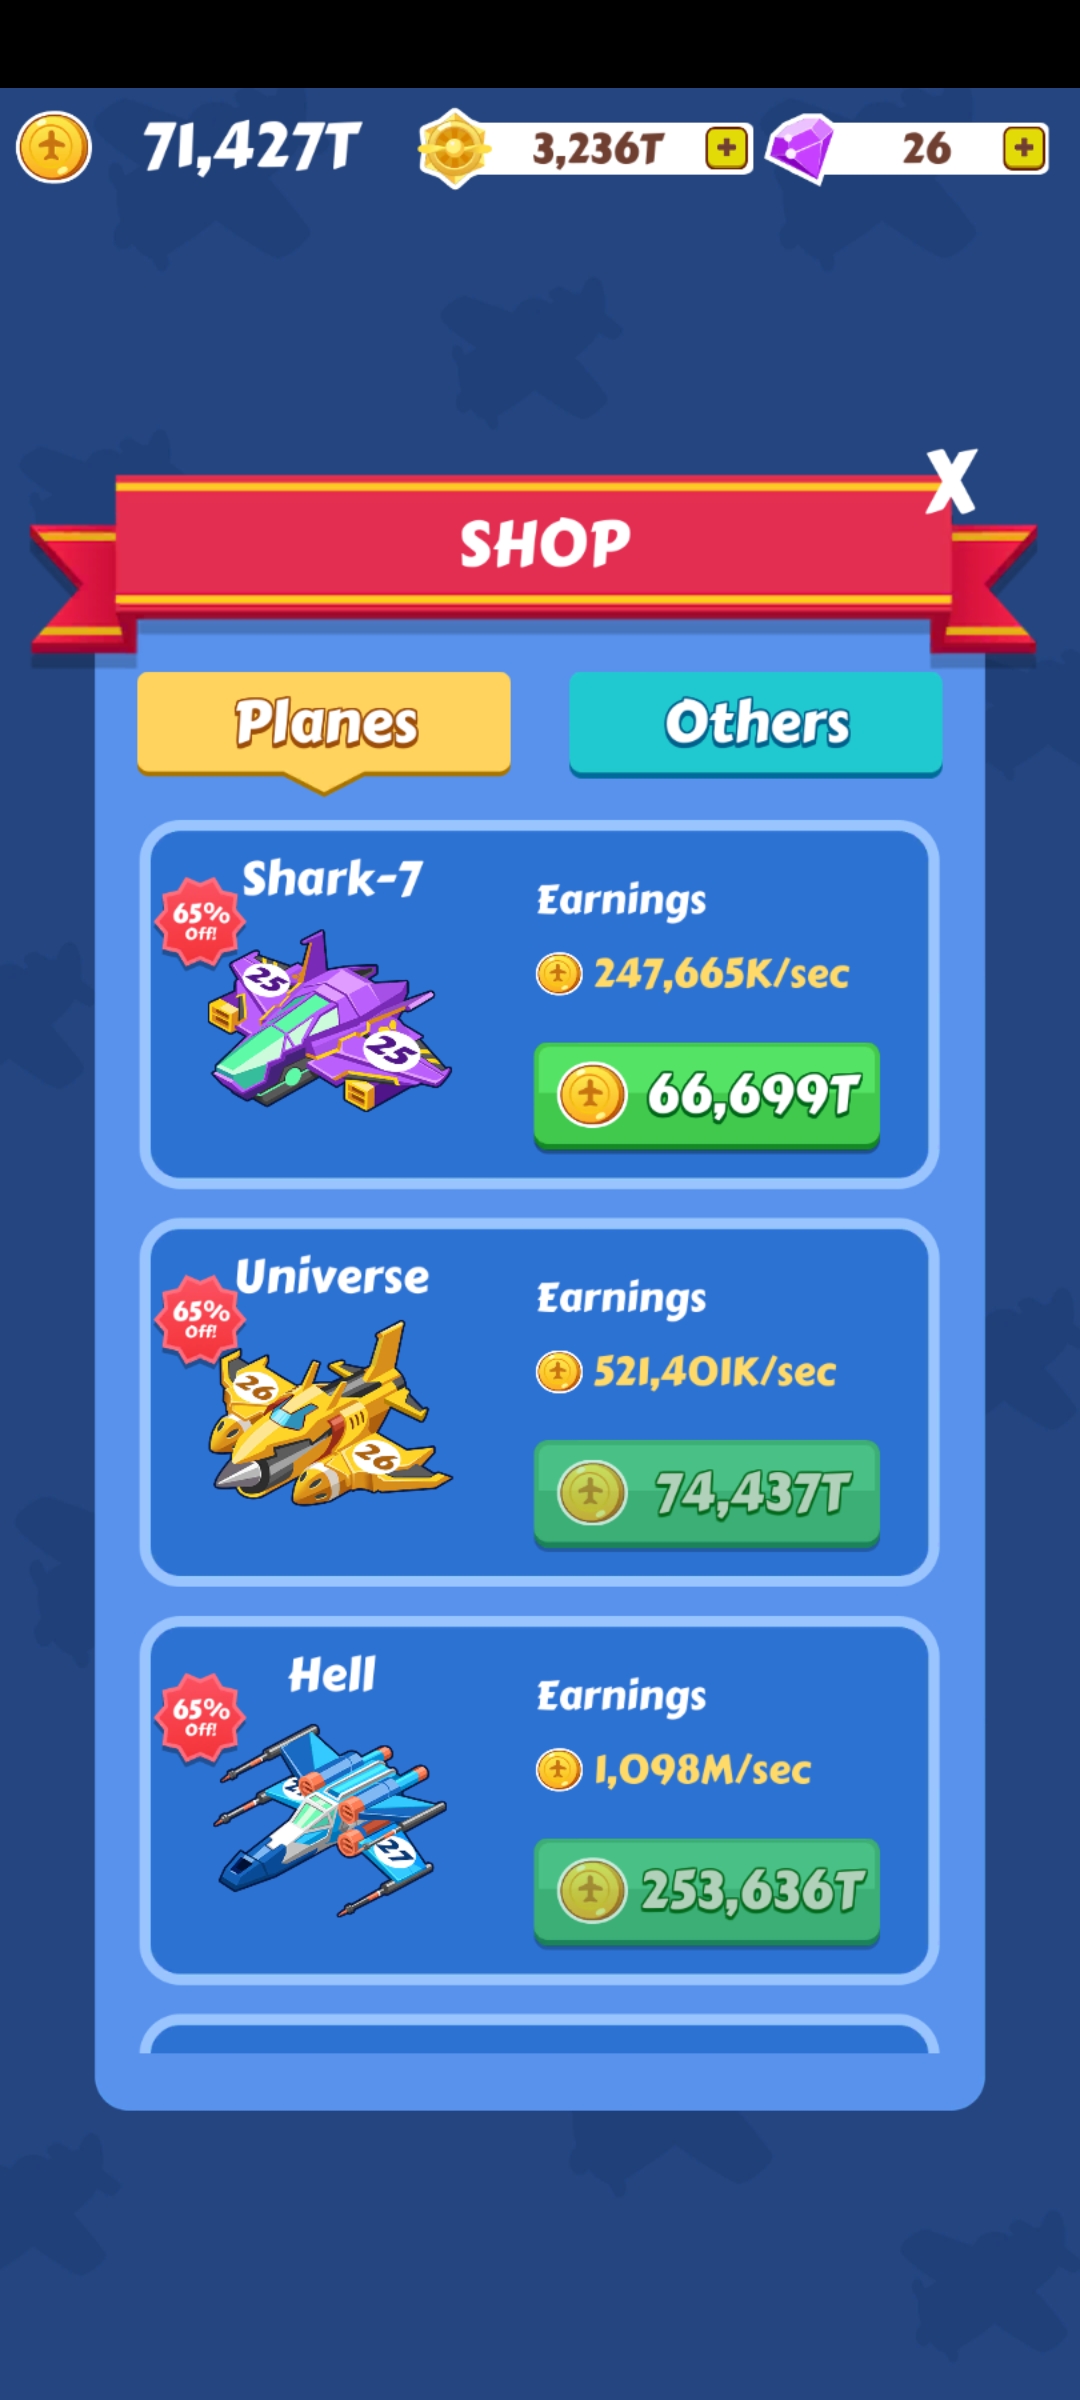 71,427T
3,236T
+
26
+
X
SHOP
Planes
Others
Shark-7
65%
Off!
25
25
Earnings
247,665K/sec
66,699T
Universe
65%
Off!
26
26
Earnings
521,401K/sec
74,437T
Hell
65%
Off!
27
Earnings
1,098M/sec
253,636T